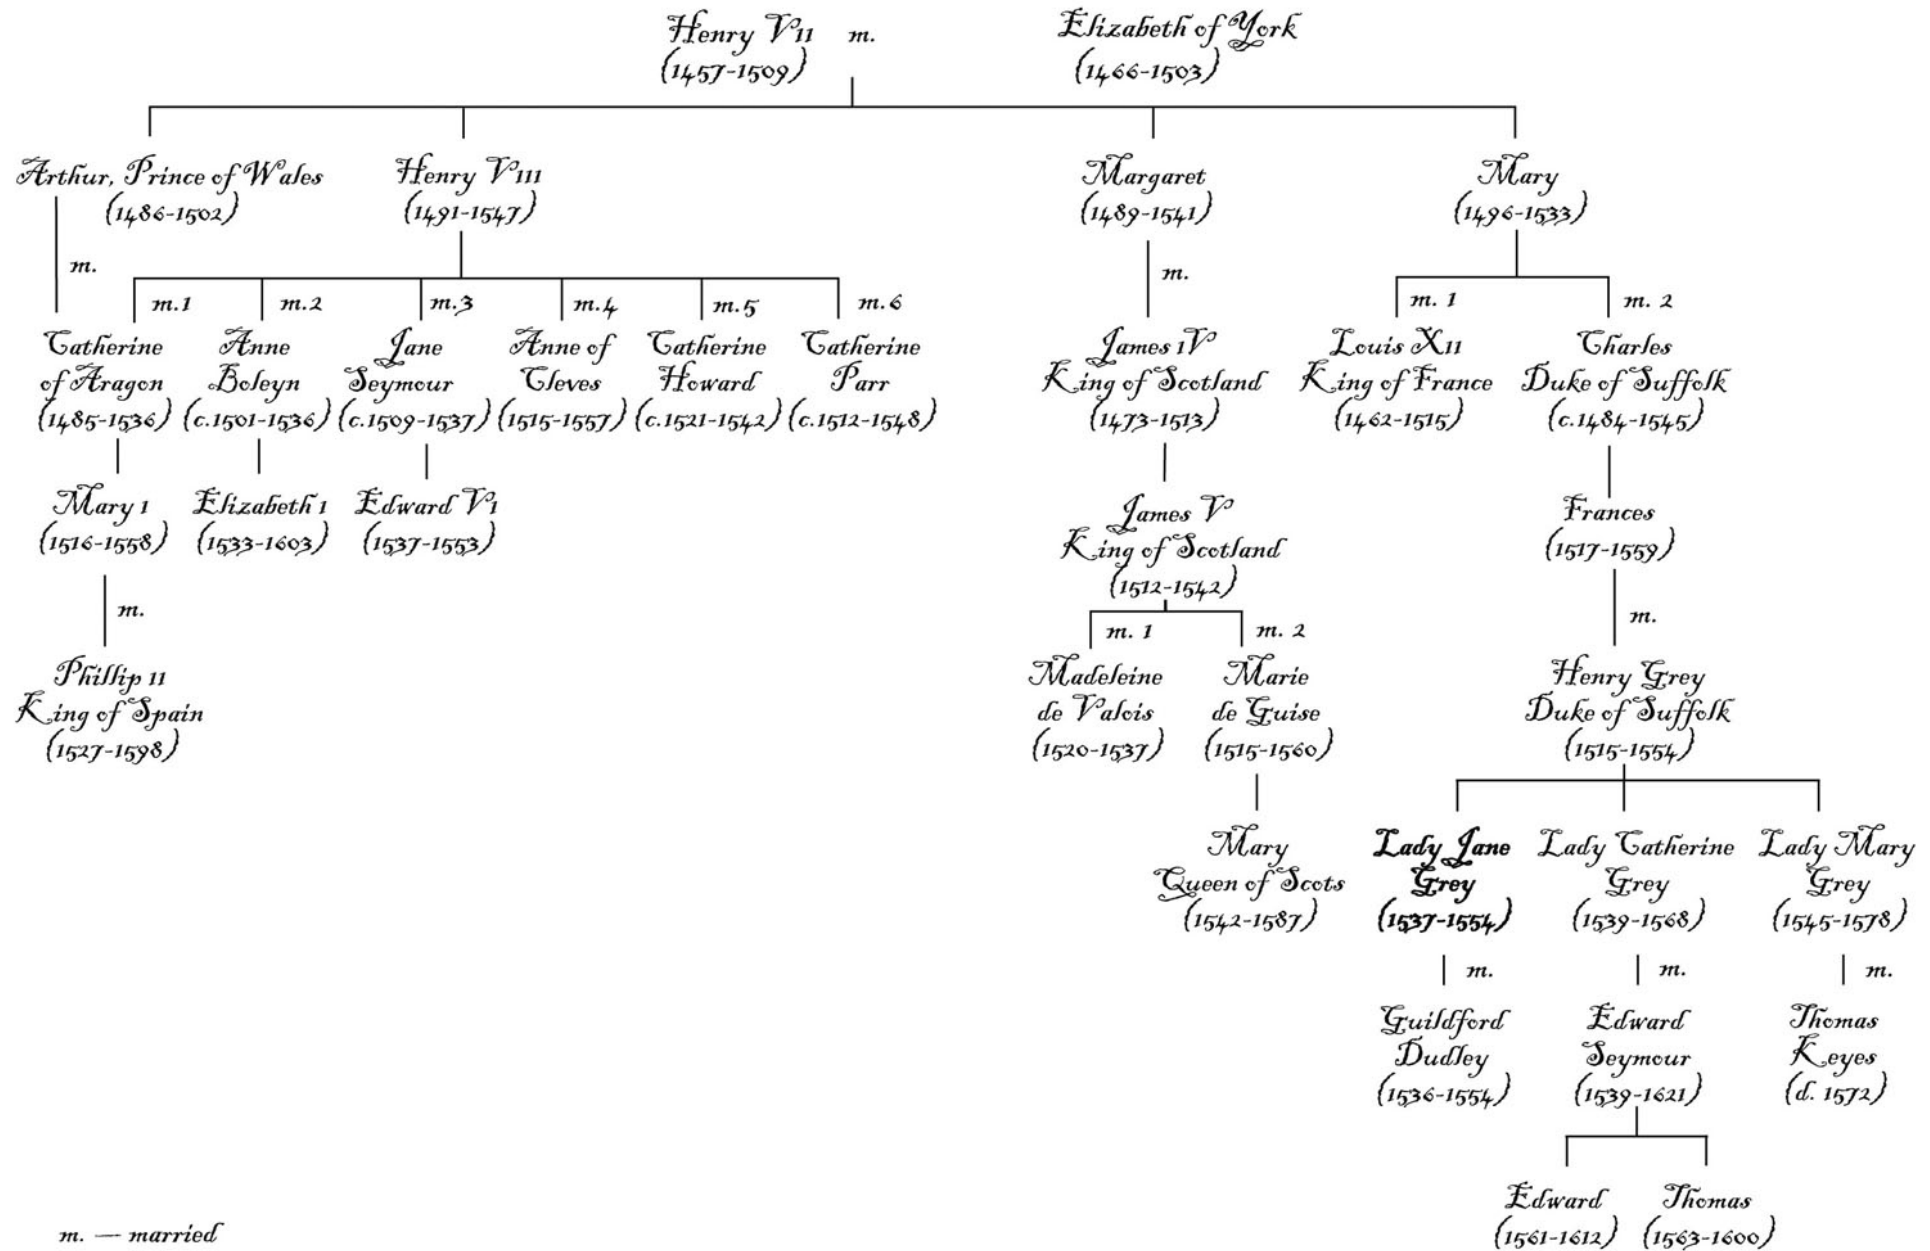 Henry VII m. Elizabeth of York
(1457-1509) (1466-1503)
Arthur, Prince of Wales
(1486-1502)
Henry VIII
(1491-1547)
Margaret
(1489-1541)
Mary
(1496-1533)
m.
m.1
m.2
m.3
m.4
m.5
m.6
m.
m. 1
m. 2
Catherine
of Aragon
(1485-1536)
Anne
Boleyn
(c.1501-1536)
Jane
Seymour
(c.1509-1537)
Anne of
Cleves
(1515-1557)
Catherine
Howard
(c.1521-1542)
Catherine
Parr
(c.1512-1548)
James IV
King of Scotland
(1473-1513)
Louis XII
King of France
(1462-1515)
Charles
Duke of Suffolk
(c.1484-1545)
Mary 1
(1516-1558)
Elizabeth 1
(1533-1603)
Edward VI
(1537-1553)
James V
King of Scotland
(1512-1542)
Frances
(1517-1559)
m.
m. 1
m. 2
m.
Phillip 11
King of Spain
(1527-1598)
Madeleine
de Valois
(1520-1537)
Marie
de Guise
(1515-1560)
Henry Grey
Duke of Suffolk
(1515-1554)
Mary
Queen of Scots
(1542-1587)
Lady Jane
Grey
(1537-1554)
Lady Catherine
Grey
(1539-1568)
Lady Mary
Grey
(1545-1578)
m.
m.
m.
Guildford
Dudley
(1536-1554)
Edward
Seymour
(1539-1621)
Thomas
Keyes
(d. 1572)
Edward
(1561-1612)
Thomas
(1563-1600)
m. — married